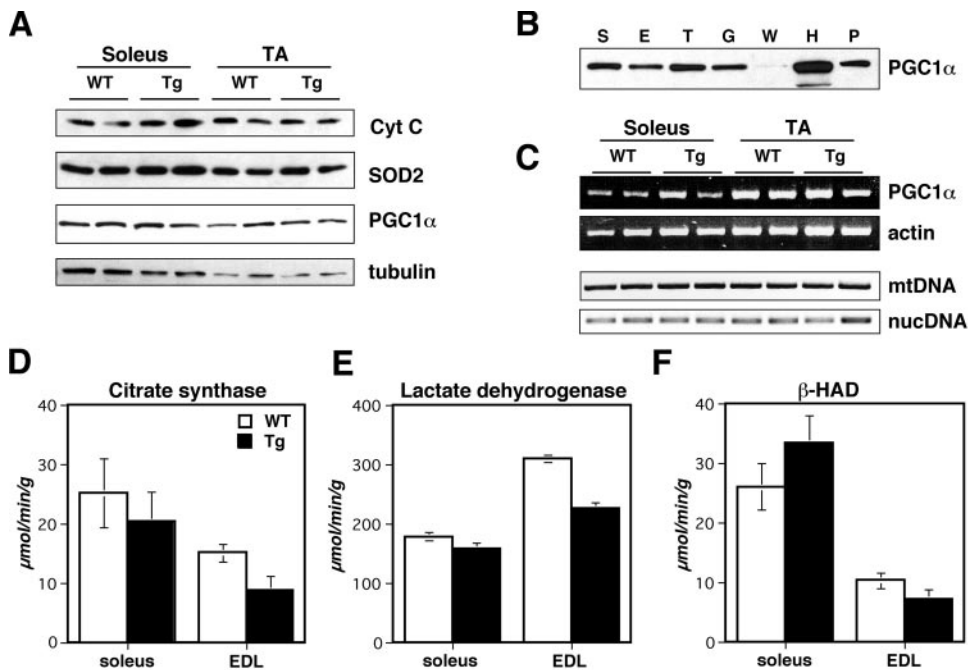 A
Soleus TA
WT Tg WT Tg
Cyt C
SOD2
PGC1α
tubulin
B
S E T G W H P
PGC1α
C
Soleus TA
WT Tg WT Tg
PGC1α
actin
mtDNA
nucDNA
D
Citrate synthase
WT
Tg
40
30
20
10
0
μmol/min/g
soleus EDL
E
Lactate dehydrogenase
400
300
200
100
0
μmol/min/g
soleus EDL
F
β-HAD
40
30
20
10
0
μmol/min/g
soleus EDL